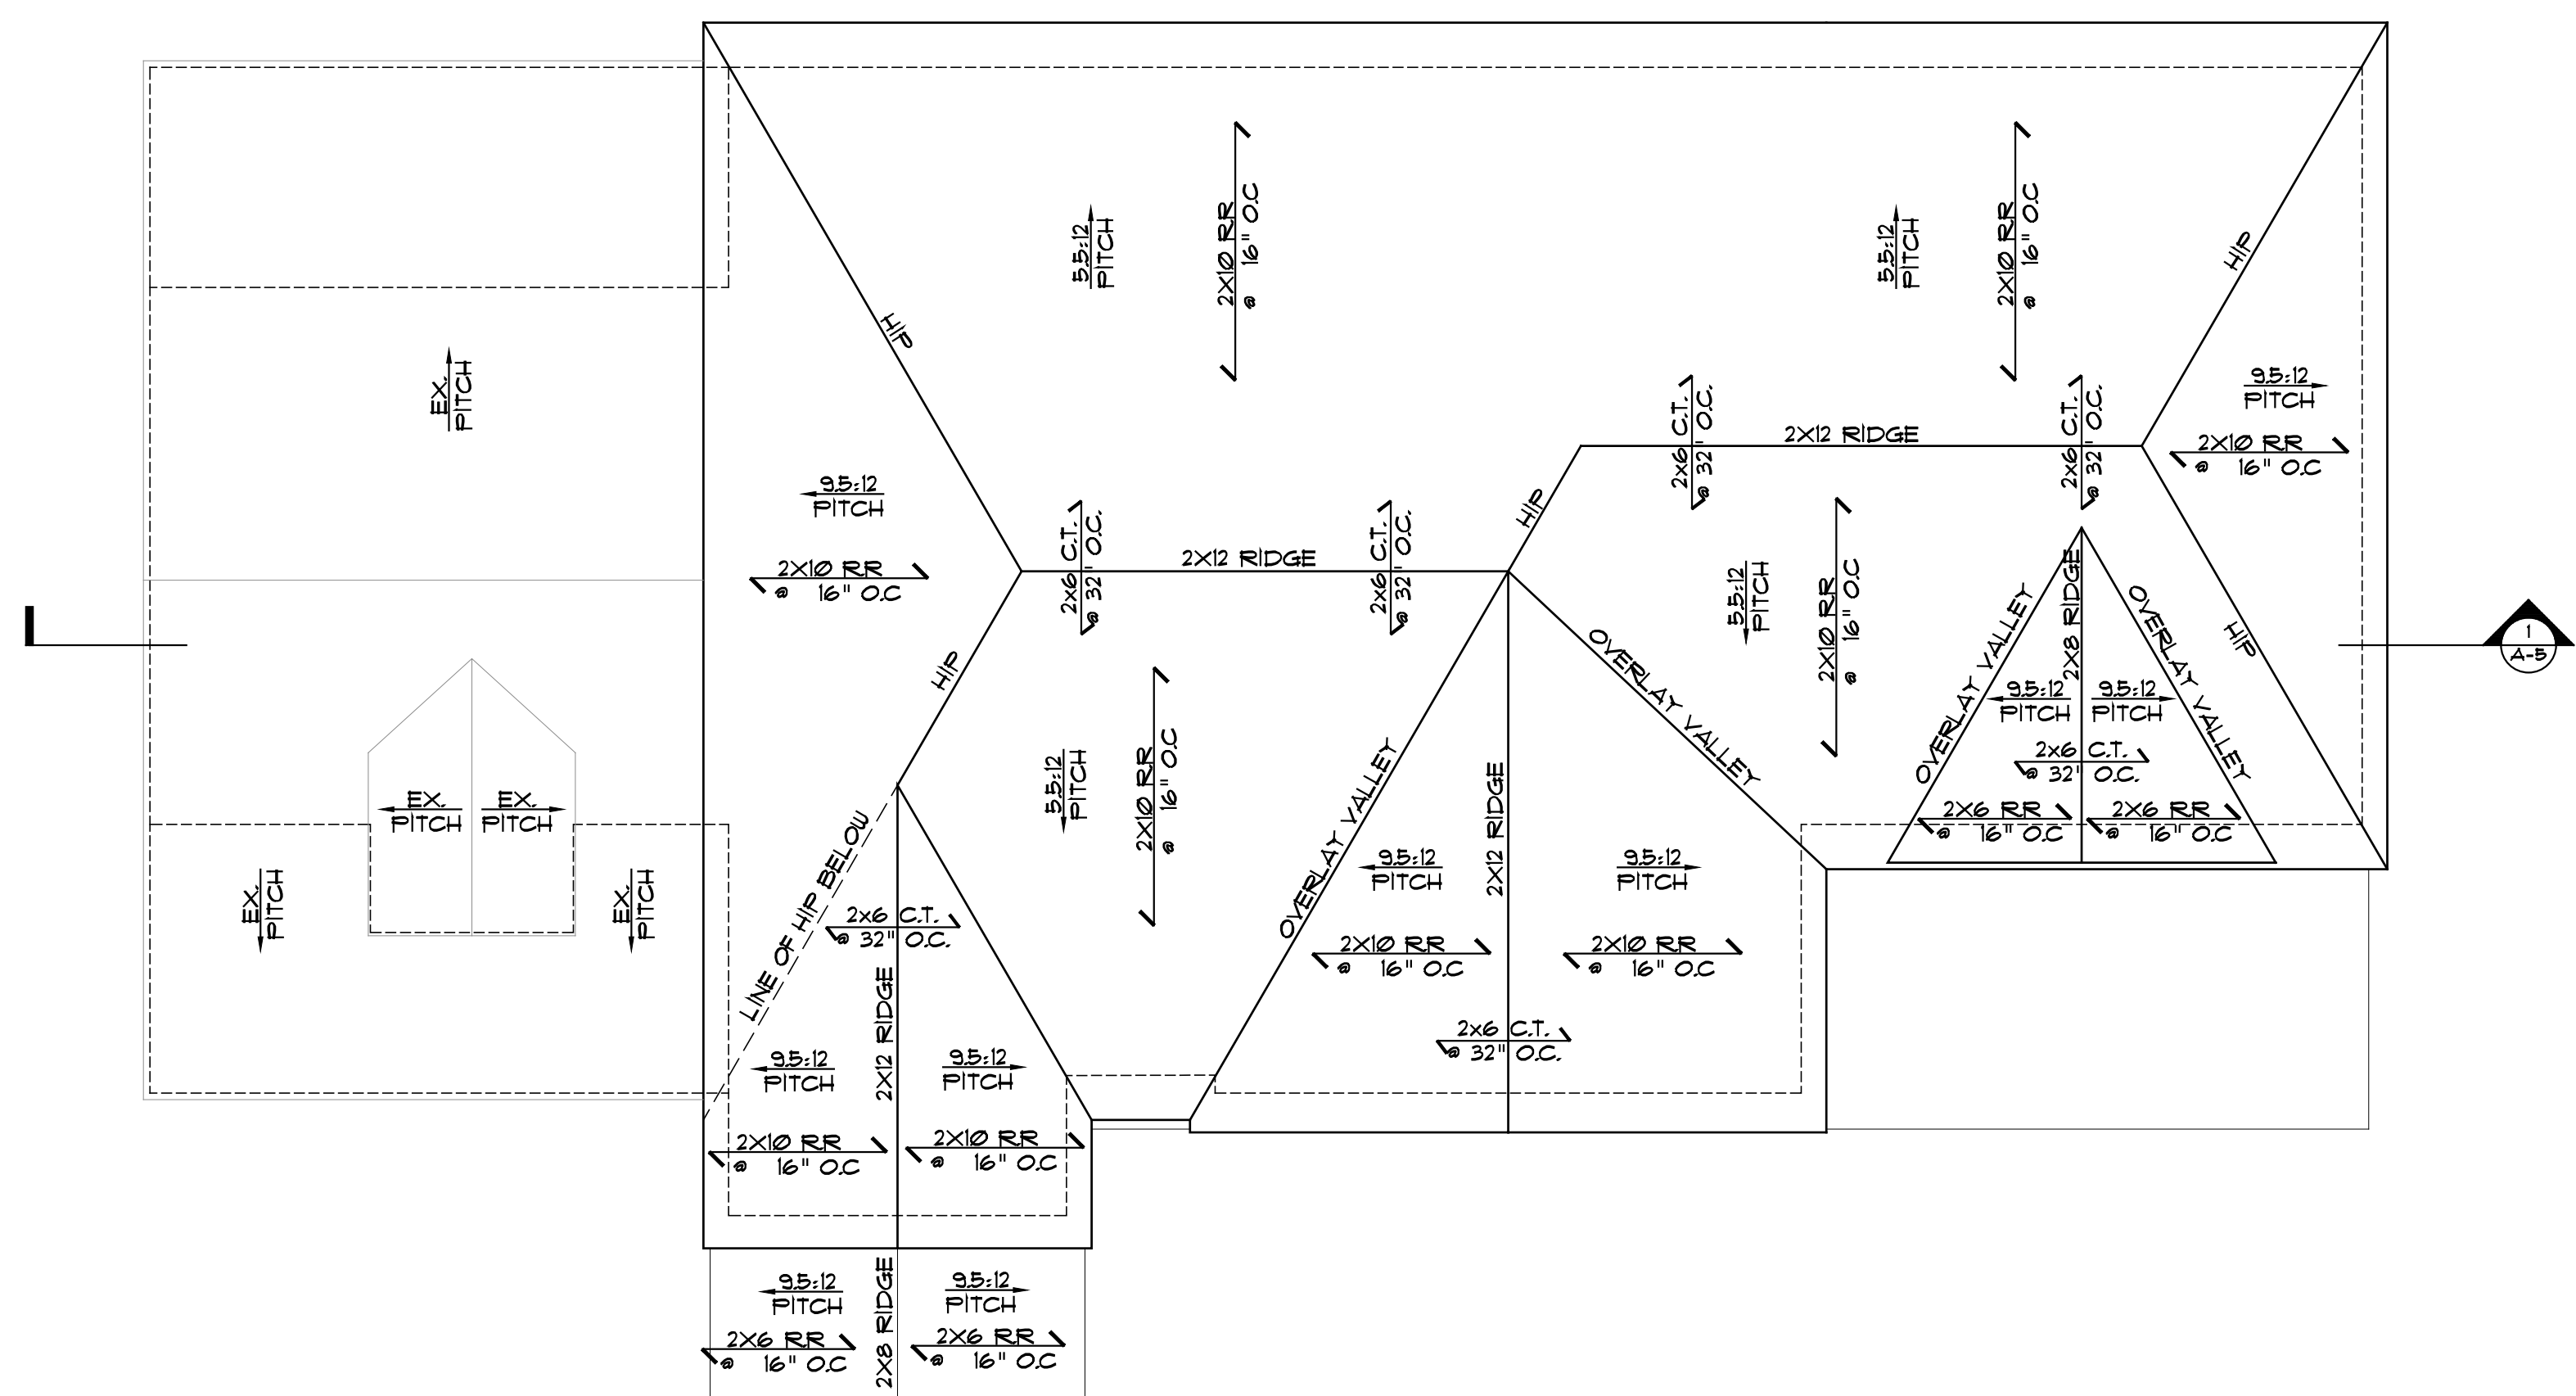 5.5:12
PITCH
2X10 RR
@ 16" O.C
5.5:12
PITCH
2X10 RR
@ 16" O.C
HIP
HIP
EX.
PITCH
9.5:12
PITCH
2X10 RR
@ 16" O.C
9.5:12
PITCH
2X10 RR
@ 16" O.C
2x6 C.T.
@ 32" O.C.
2X12 RIDGE
2x6 C.T.
@ 32" O.C.
HIP
2x6 C.T.
@ 32" O.C.
2X12 RIDGE
2x6 C.T.
@ 32" O.C.
HIP
5.5:12
PITCH
2X10 RR
@ 16" O.C
OVERLAY VALLEY
2X8 RIDGE
OVERLAY VALLEY
HIP
1
A-5
9.5:12
PITCH
9.5:12
PITCH
2x6 C.T.
@ 32" O.C.
2X6 RR
@ 16" O.C
2X6 RR
@ 16" O.C
EX.
PITCH
EX.
PITCH
EX.
PITCH
EX.
PITCH
LINE OF HIP BELOW
2x6 C.T.
@ 32" O.C.
2X12 RIDGE
5.5:12
PITCH
2X10 RR
@ 16" O.C
OVERLAY VALLEY
2X12 RIDGE
OVERLAY VALLEY
9.5:12
PITCH
9.5:12
PITCH
2X10 RR
@ 16" O.C
2X10 RR
@ 16" O.C
2x6 C.T.
@ 32" O.C.
9.5:12
PITCH
9.5:12
PITCH
2X10 RR
@ 16" O.C
2X10 RR
@ 16" O.C
9.5:12
PITCH
2X8 RIDGE
9.5:12
PITCH
2X6 RR
@ 16" O.C
2X6 RR
@ 16" O.C